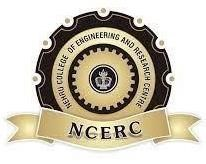 NEHRU COLLEGE OF ENGINEERING AND RESEARCH CENTRE
NCERC